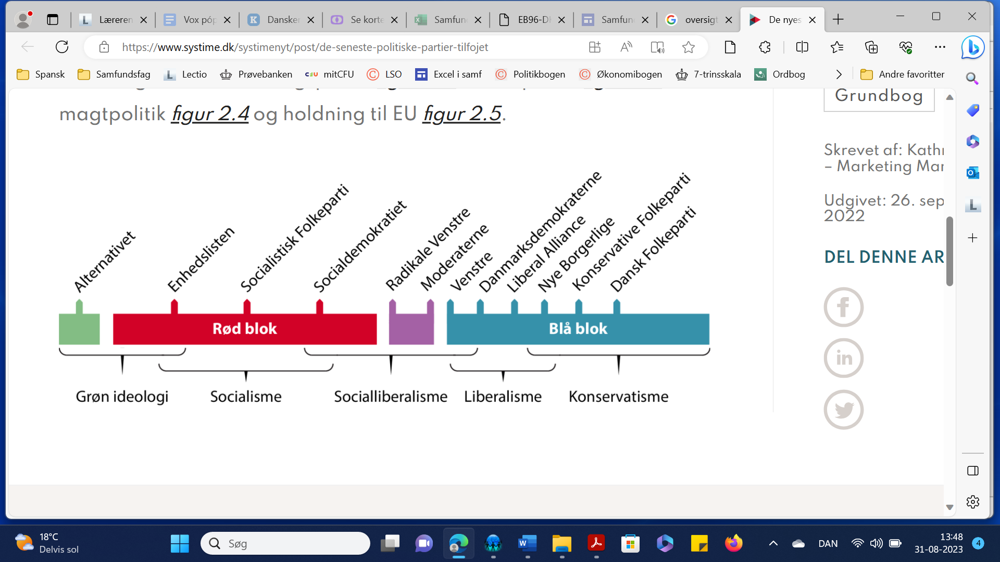 Læreren
Vox póp
Dansker
Se korte
Samfun
EB96-DH
Samfun
oversigt
De nyes
https://www.systime.dk/systimenyt/post/de-seneste-politiske-partier-tilfojet
Spansk
Samfundsfag
Lectio
Prøvebanken
mitCFU
LSO
Excel i samf
Politikbogen
Økonomibogen
7-trinsskala
Ordbog
Andre favoritter
magtpolitik figur 2.4 og holdning til EU figur 2.5.
Alternativet
Enhedslisten
Socialistisk Folkeparti
Socialdemokratiet
Radikale Venstre
Moderaterne
Venstre
Danmarksdemokraterne
Liberal Alliance
Nye Borgerlige
Konservative Folkeparti
Dansk Folkeparti
Rød blok
Blå blok
Grøn ideologi
Socialisme
Socialliberalisme
Liberalisme
Konservatisme
Grundbog
Skrevet af: Kathr
– Marketing Mar
Udgivet: 26. sep
2022
DEL DENNE AR
18°C
Delvis sol
Søg
DAN
13:48
31-08-2023
4